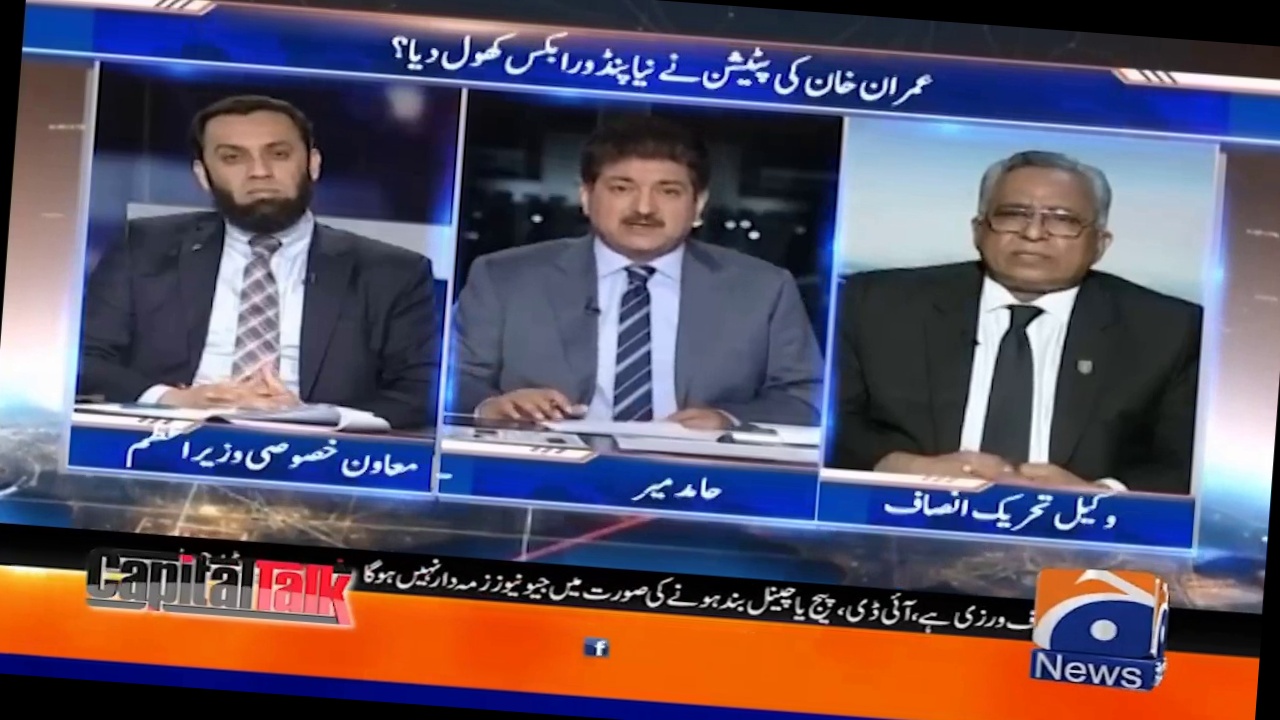 عمران خان کی پٹیشن نے نیا پنڈورا بکس کھول دیا؟
معاون خصوصی وزیراعظم
حامد میر
وکیل تحریک انصاف
ف ورزی ہے، آئی ڈی، پیج یا چینل بند ہونے کی صورت میں جیو نیوز ذمہ دار نہیں ہوگا
Capital Talk
f
News